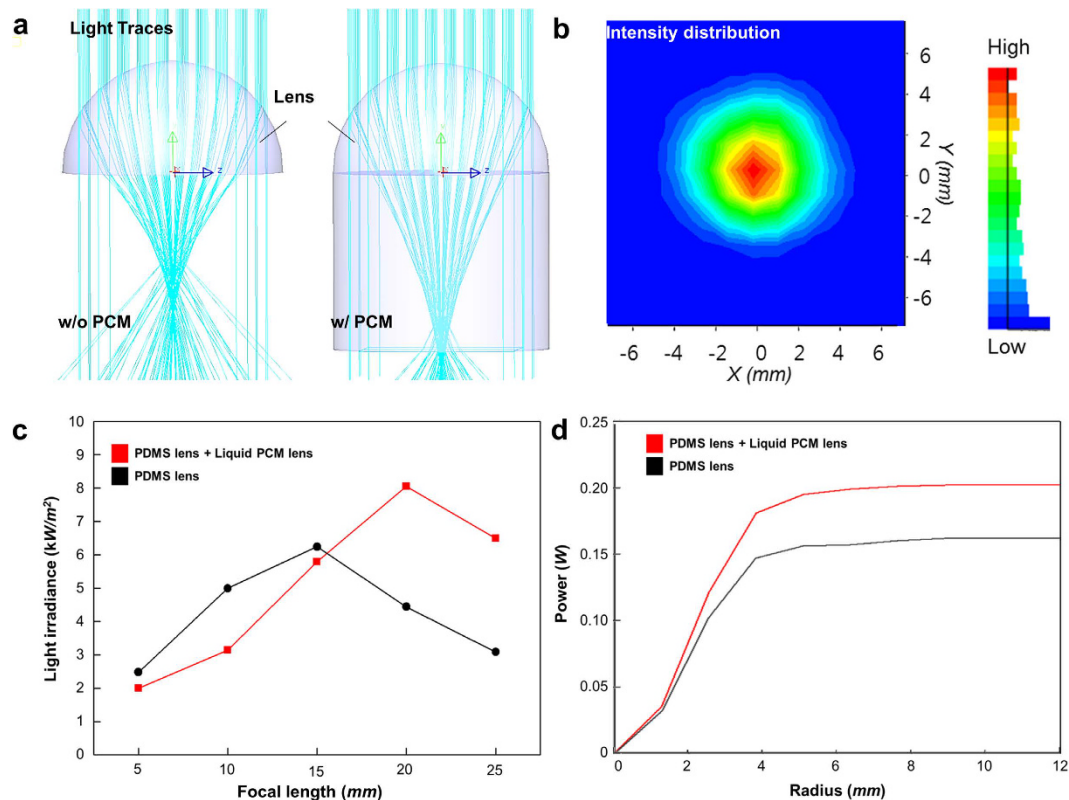 a
Light Traces
Lens
z
z
w/o PCM
w/ PCM
b
Intensity distribution
6
4
2
0
-2
-4
-6
Y (mm)
-6 -4 -2 0 2 4 6
X (mm)
High
Low
c
10
9
8
7
6
5
4
3
2
1
0
Light irradiance (kW/m²)
PDMS lens + Liquid PCM lens
PDMS lens
5 10 15 20 25
Focal length (mm)
d
0.25
0.20
0.15
0.10
0.05
0
Power (W)
PDMS lens + Liquid PCM lens
PDMS lens
0 2 4 6 8 10 12
Radius (mm)